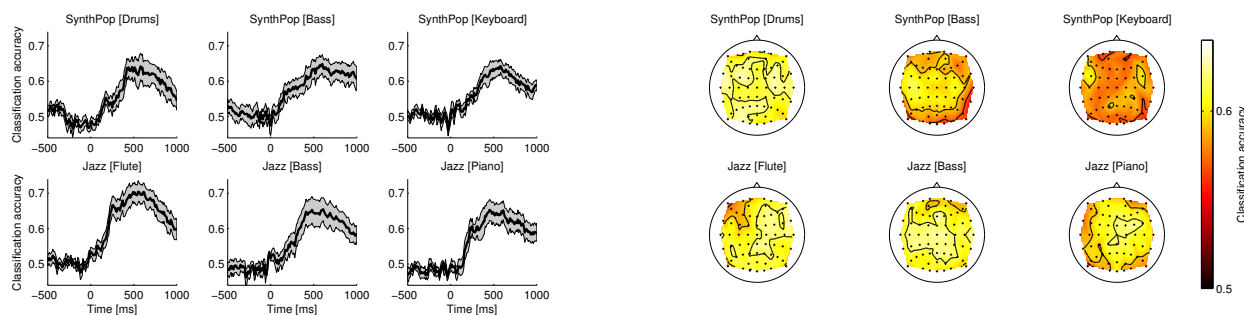 SynthPop [Drums]
SynthPop [Bass]
SynthPop [Keyboard]
Classification accuracy
0.7
0.6
0.5
−500 0 500 1000
0.7
0.6
0.5
−500 0 500 1000
0.7
0.6
0.5
−500 0 500 1000
Jazz [Flute]
Jazz [Bass]
Jazz [Piano]
Classification accuracy
0.7
0.6
0.5
−500 0 500 1000
Time [ms]
0.7
0.6
0.5
−500 0 500 1000
Time [ms]
0.7
0.6
0.5
−500 0 500 1000
Time [ms]
SynthPop [Drums]
SynthPop [Bass]
SynthPop [Keyboard]
Jazz [Flute]
Jazz [Bass]
Jazz [Piano]
0.6
0.5
Classification accuracy